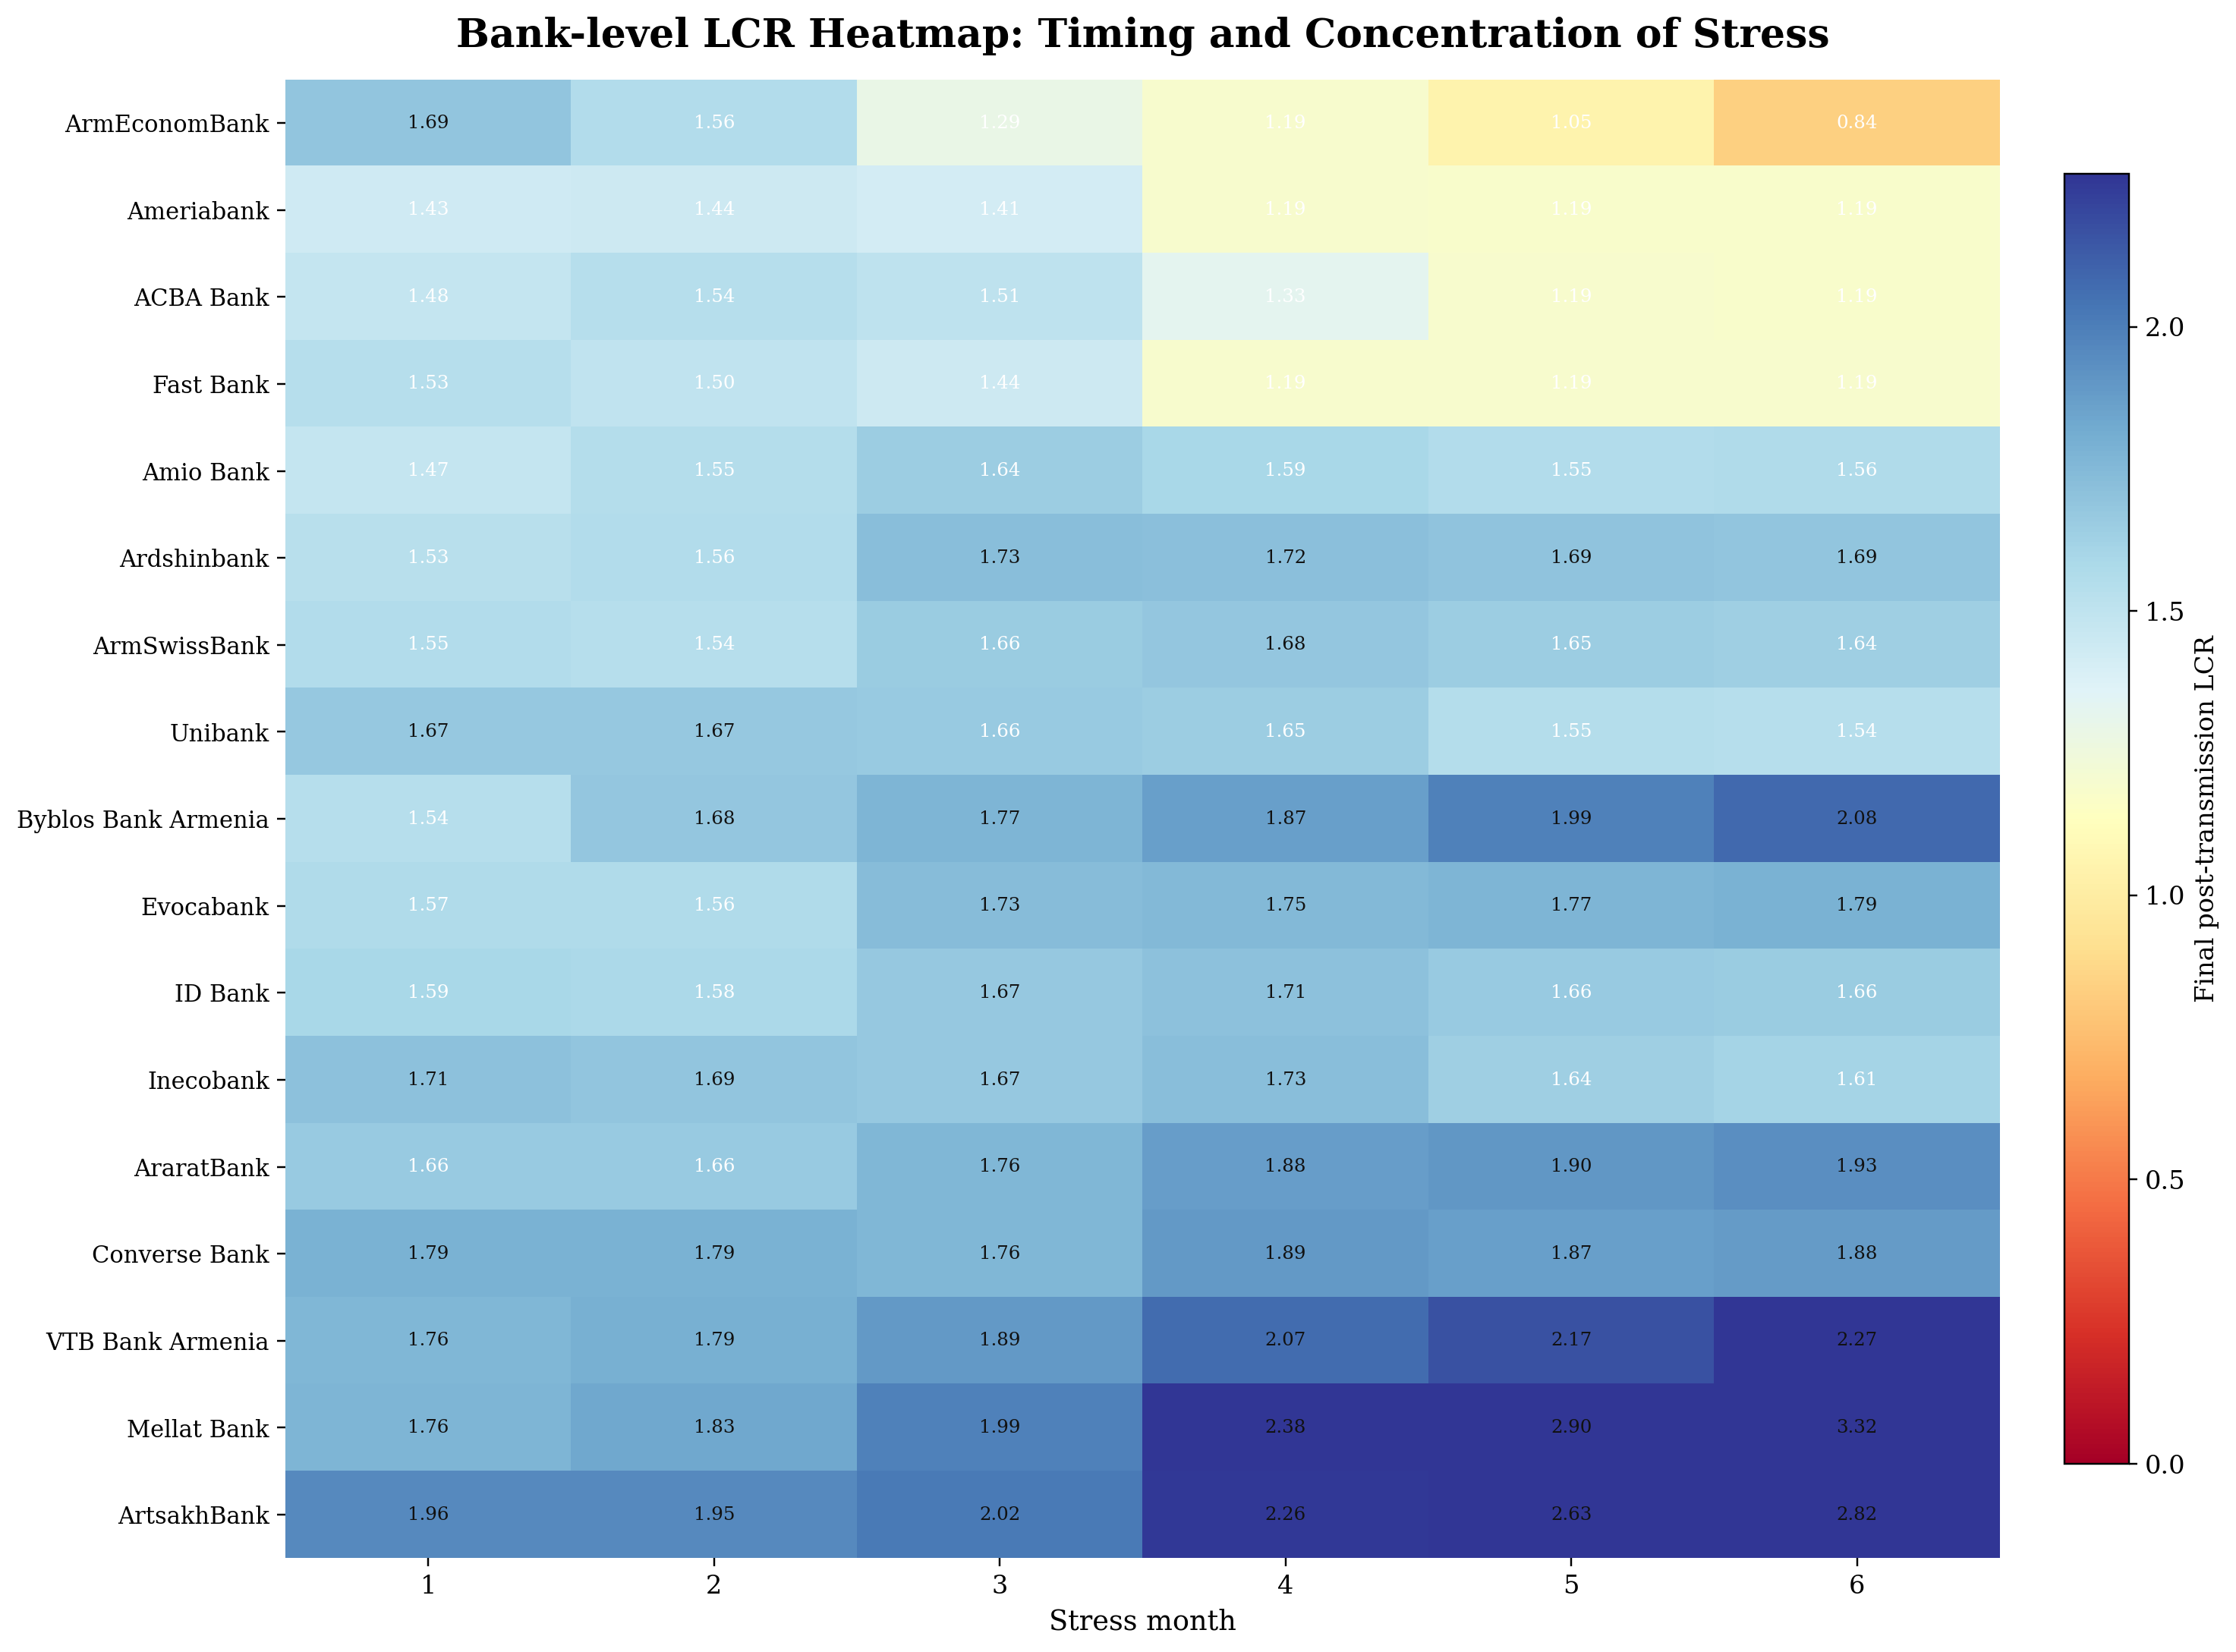 Bank-level LCR Heatmap: Timing and Concentration of Stress
ArmEconomBank 1.69 1.56 1.29 1.19 1.05 0.84
Ameriabank 1.43 1.44 1.41 1.19 1.19 1.19
ACBA Bank 1.48 1.54 1.51 1.33 1.19 1.19
Fast Bank 1.53 1.50 1.44 1.19 1.19 1.19
Amio Bank 1.47 1.55 1.64 1.59 1.55 1.56
Ardshinbank 1.53 1.56 1.73 1.72 1.69 1.69
ArmSwissBank 1.55 1.54 1.66 1.68 1.65 1.64
Unibank 1.67 1.67 1.66 1.65 1.55 1.54
Byblos Bank Armenia 1.54 1.68 1.77 1.87 1.99 2.08
Evocabank 1.57 1.56 1.73 1.75 1.77 1.79
ID Bank 1.59 1.58 1.67 1.71 1.66 1.66
Inecobank 1.71 1.69 1.67 1.73 1.64 1.61
AraratBank 1.66 1.66 1.76 1.88 1.90 1.93
Converse Bank 1.79 1.79 1.76 1.89 1.87 1.88
VTB Bank Armenia 1.76 1.79 1.89 2.07 2.17 2.27
Mellat Bank 1.76 1.83 1.99 2.38 2.90 3.32
ArtsakhBank 1.96 1.95 2.02 2.26 2.63 2.82
1 2 3 4 5 6
Stress month
2.0
1.5
1.0
0.5
0.0
Final post-transmission LCR